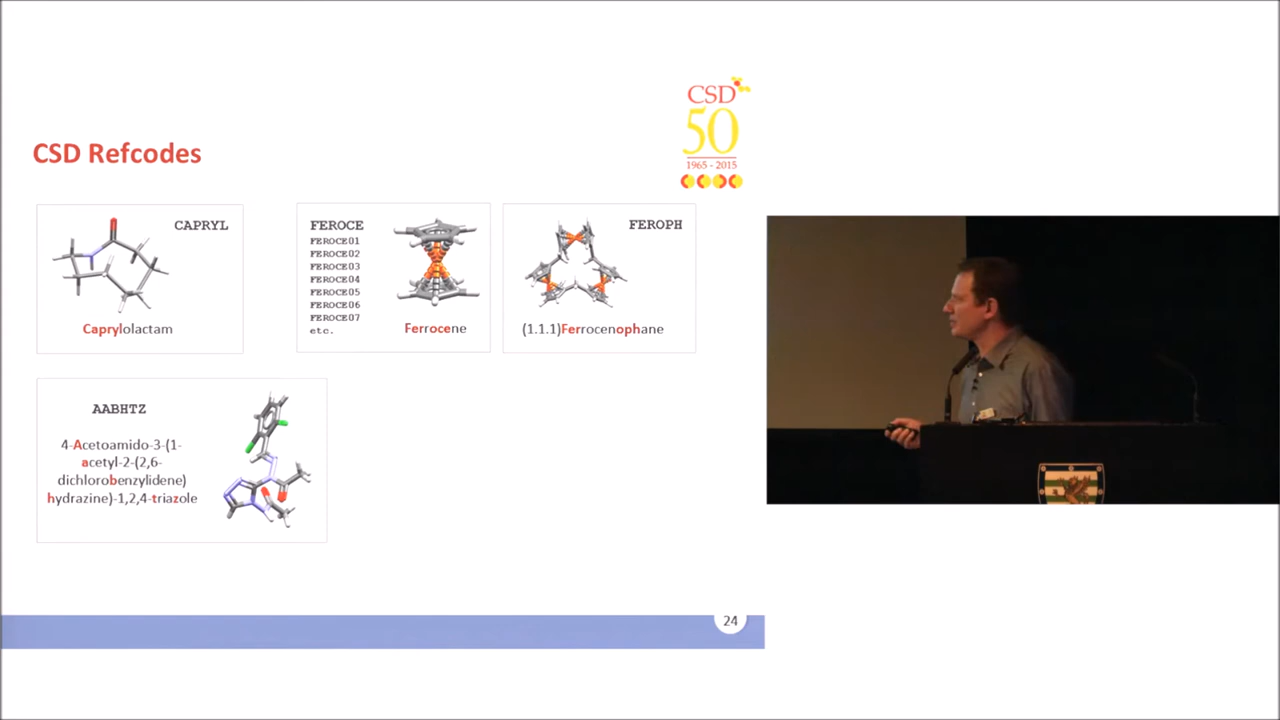 CSD
50
1965 - 2015
CSD Refcodes
CAPRYL
Caprylolactam
FEROCE
FEROCE01
FEROCE02
FEROCE03
FEROCE04
FEROCE05
FEROCE06
FEROCE07
etc.
Ferrocene
FEROPH
(1.1.1)Ferrocenophane
AABHTZ
4-Acetoamido-3-(1-
acetyl-2-(2,6-
dichlorobenzylidene)
hydrazine)-1,2,4-triazole
24